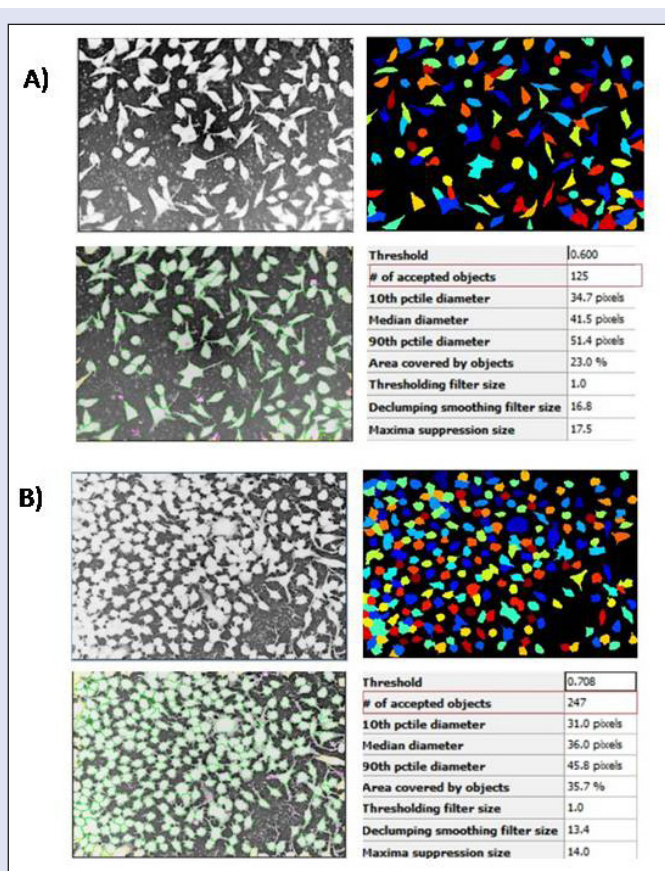 A)
Threshold 0.600
# of accepted objects 125
10th pctile diameter 34.7 pixels
Median diameter 41.5 pixels
90th pctile diameter 51.4 pixels
Area covered by objects 23.0 %
Thresholding filter size 1.0
Declumping smoothing filter size 16.8
Maxima suppression size 17.5
B)
Threshold 0.708
# of accepted objects 247
10th pctile diameter 31.0 pixels
Median diameter 36.0 pixels
90th pctile diameter 45.8 pixels
Area covered by objects 35.7 %
Thresholding filter size 1.0
Declumping smoothing filter size 13.4
Maxima suppression size 14.0